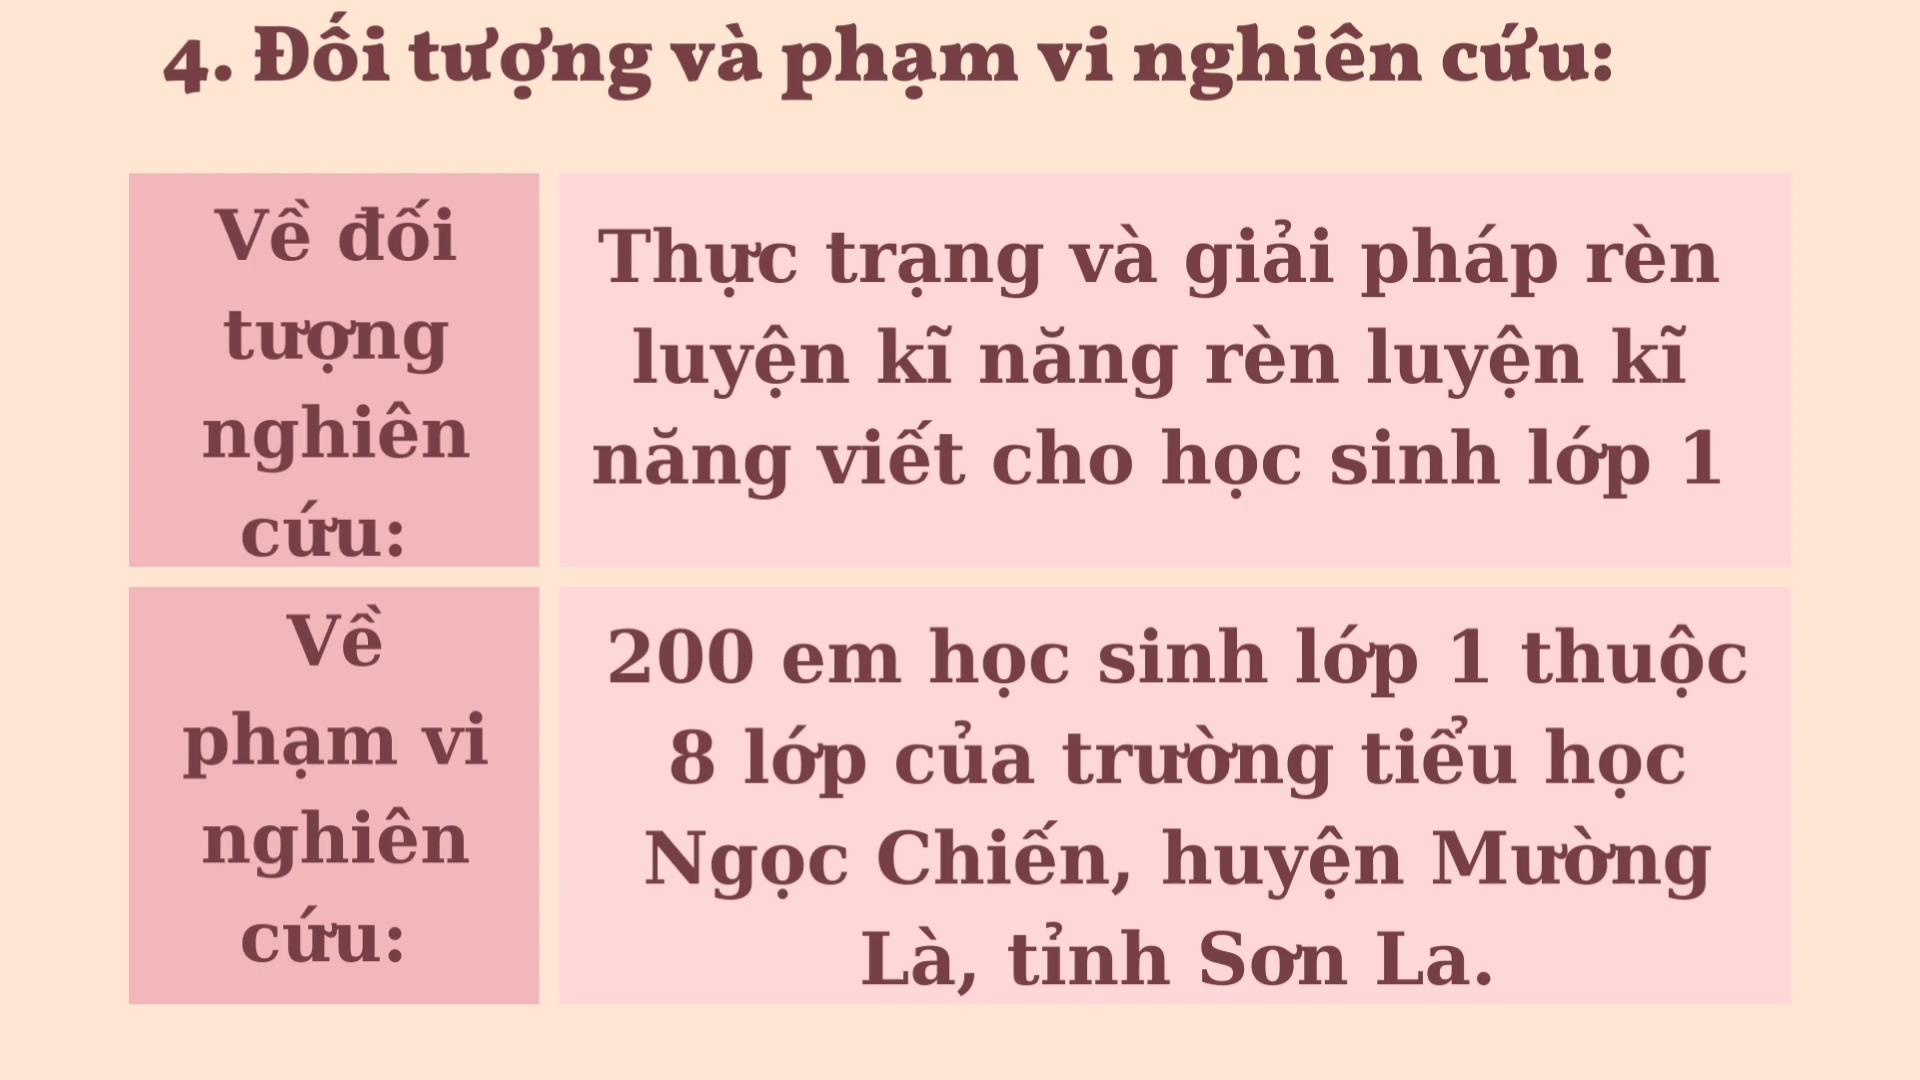 4. Đối tượng và phạm vi nghiên cứu:
Về đối
tượng
nghiên
cứu:
Thực trạng và giải pháp rèn
luyện kĩ năng rèn luyện kĩ
năng viết cho học sinh lớp 1
Về
phạm vi
nghiên
cứu:
200 em học sinh lớp 1 thuộc
8 lớp của trường tiểu học
Ngọc Chiến, huyện Mường
Là, tỉnh Sơn La.